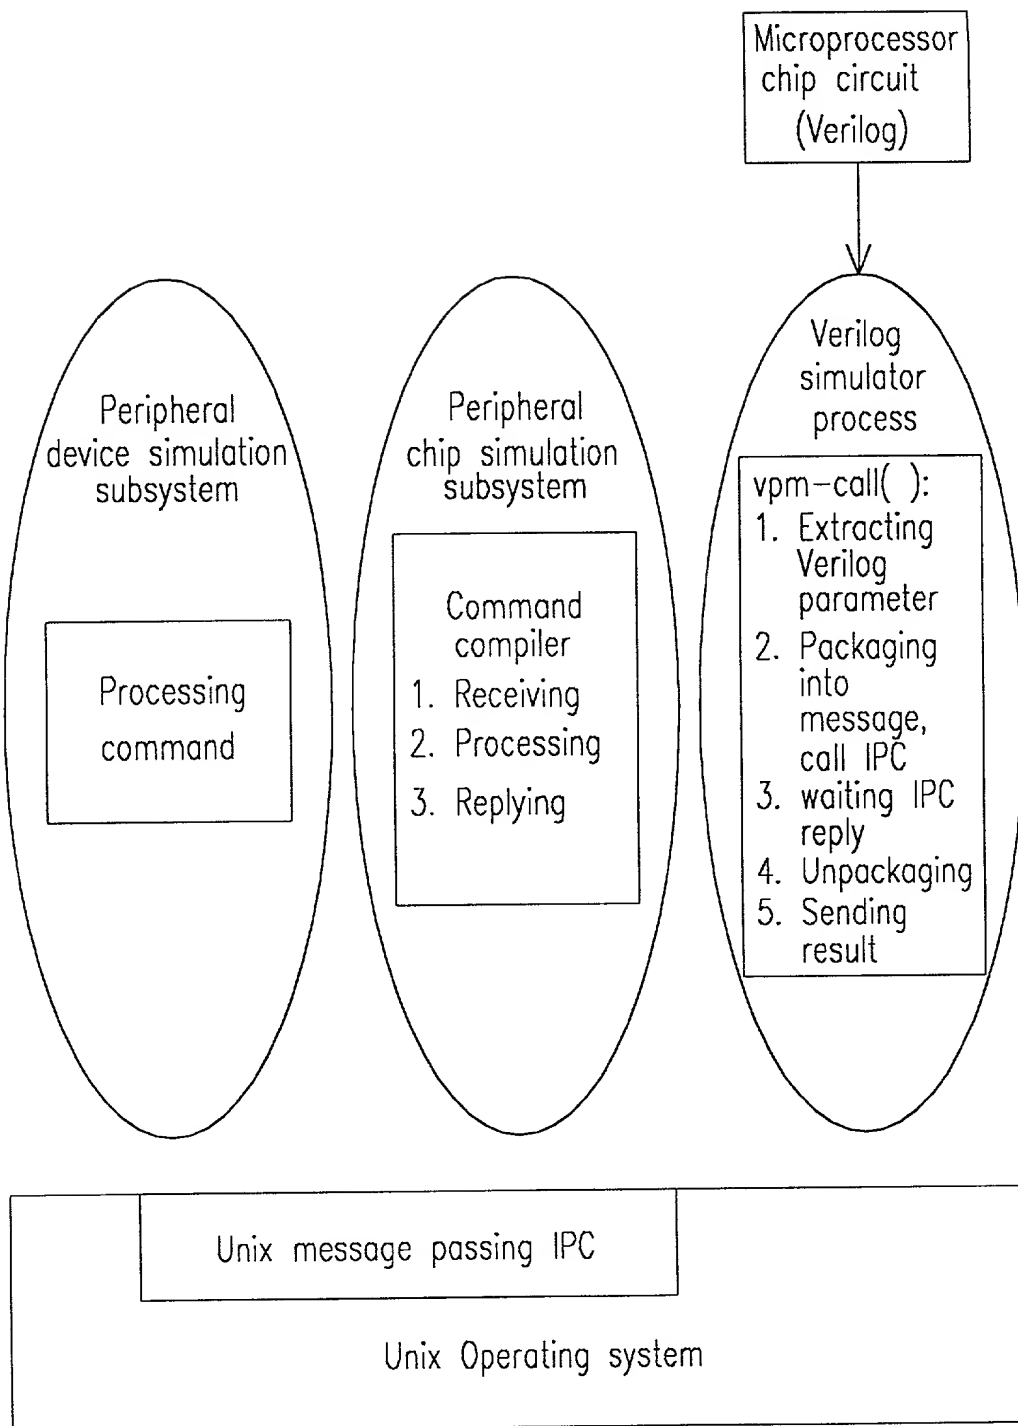 Microprocessor
chip circuit
(Verilog)
Peripheral
device simulation
subsystem
Processing
command
Peripheral
chip simulation
subsystem
Command
compiler
1. Receiving
2. Processing
3. Replying
Verilog
simulator
process
vpm-call( ):
1. Extracting
Verilog
parameter
2. Packaging
into
message,
call IPC
3. waiting IPC
reply
4. Unpackaging
5. Sending
result
Unix message passing IPC
Unix Operating system